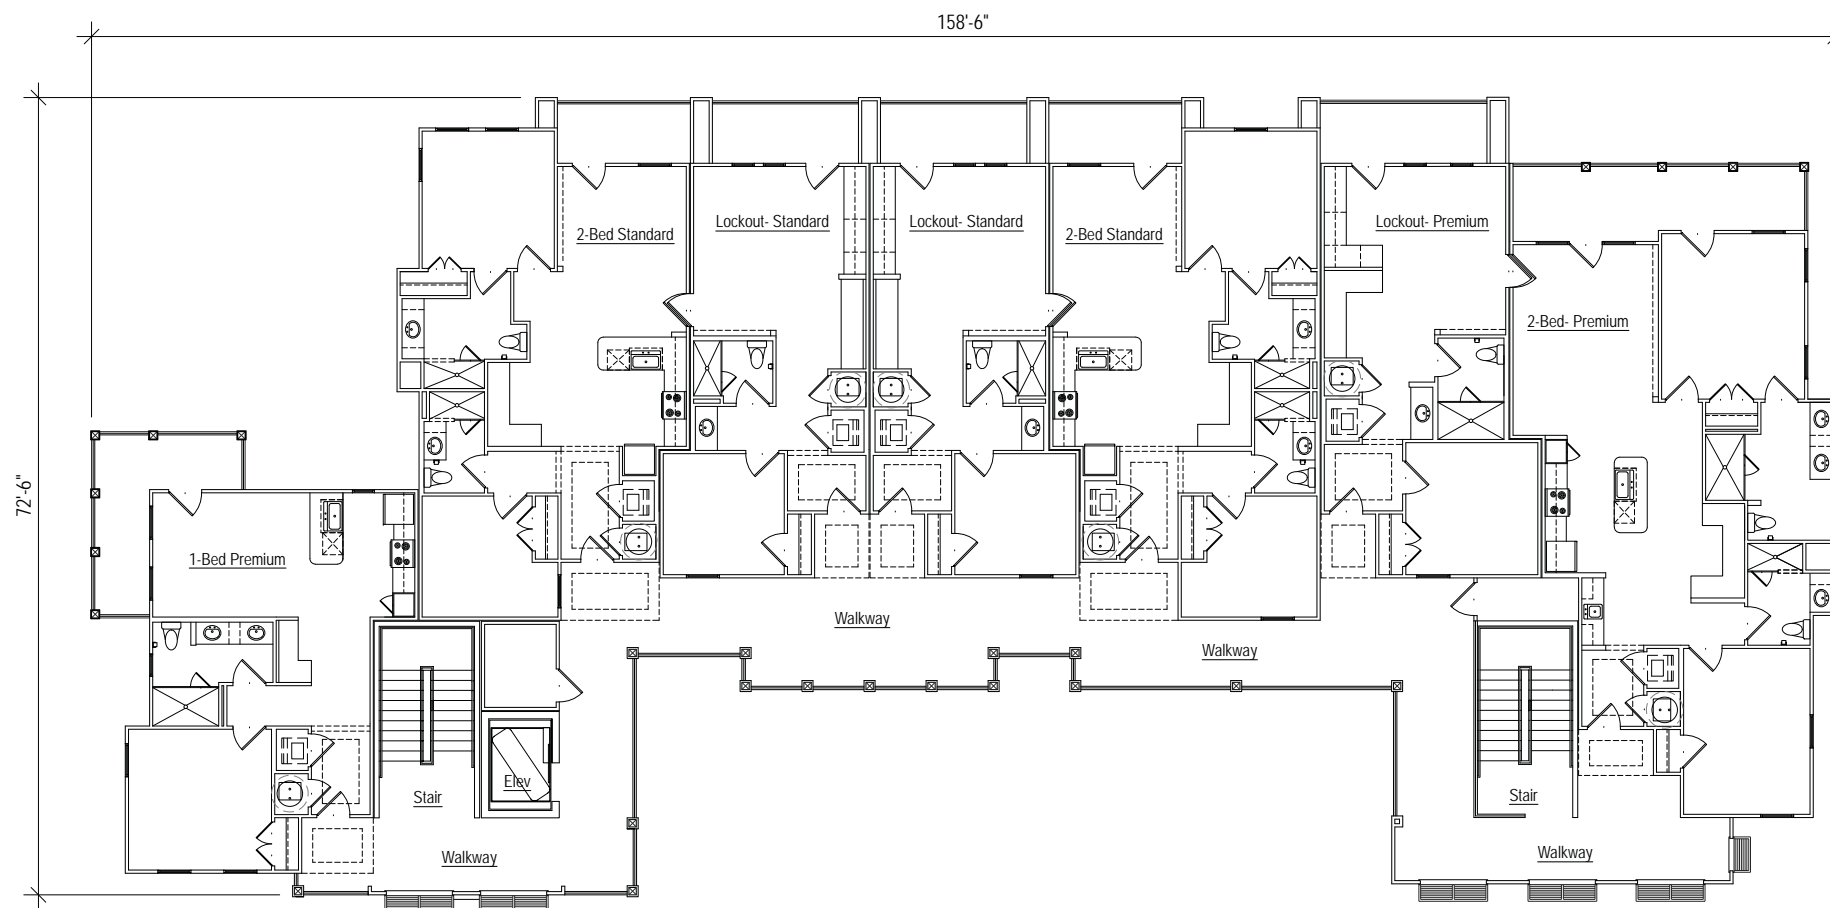 158'-6"
72'-6"
2-Bed Standard
Lockout- Standard
Lockout- Standard
2-Bed Standard
Lockout- Premium
2-Bed- Premium
1-Bed Premium
Walkway
Walkway
Elev
Stair
Stair
Walkway
Walkway